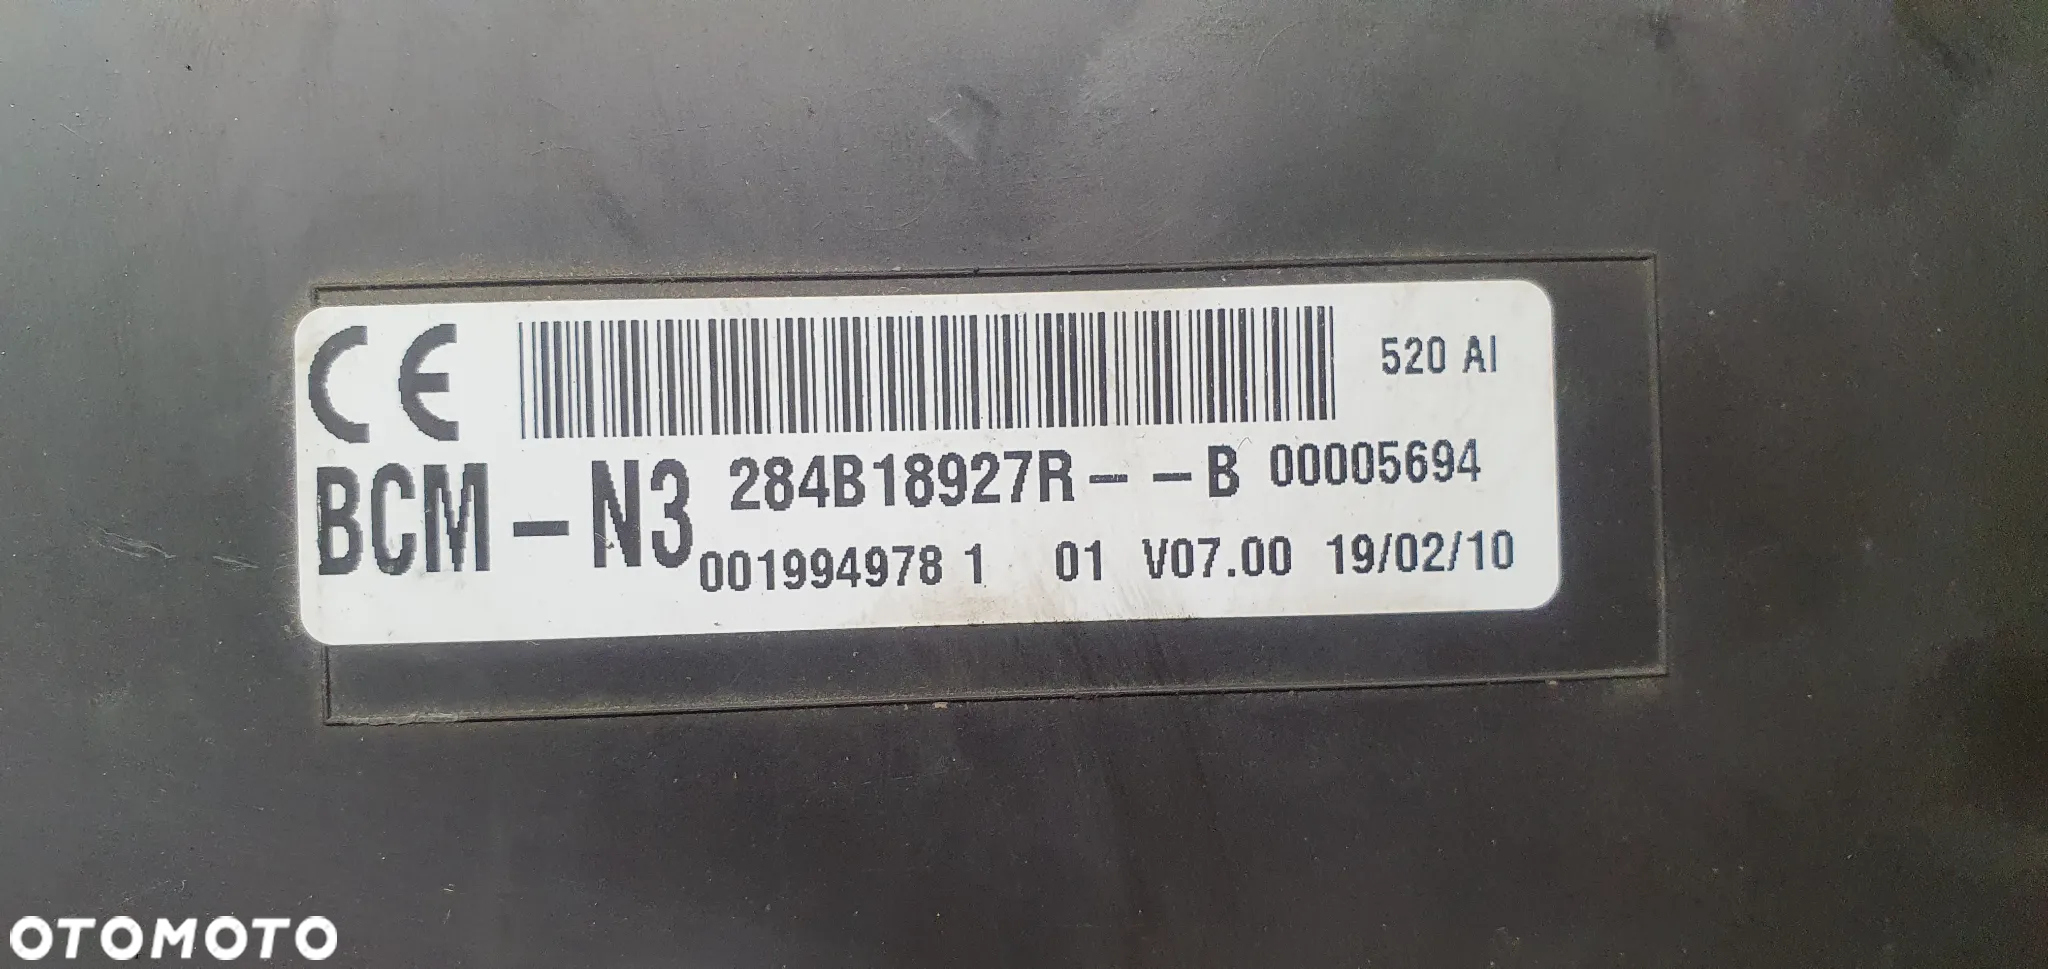 CE 520 AI
BCM-N3 284B18927R--B 00005694
001994978 1 01 V07.00 19/02/10
OTOMOTO